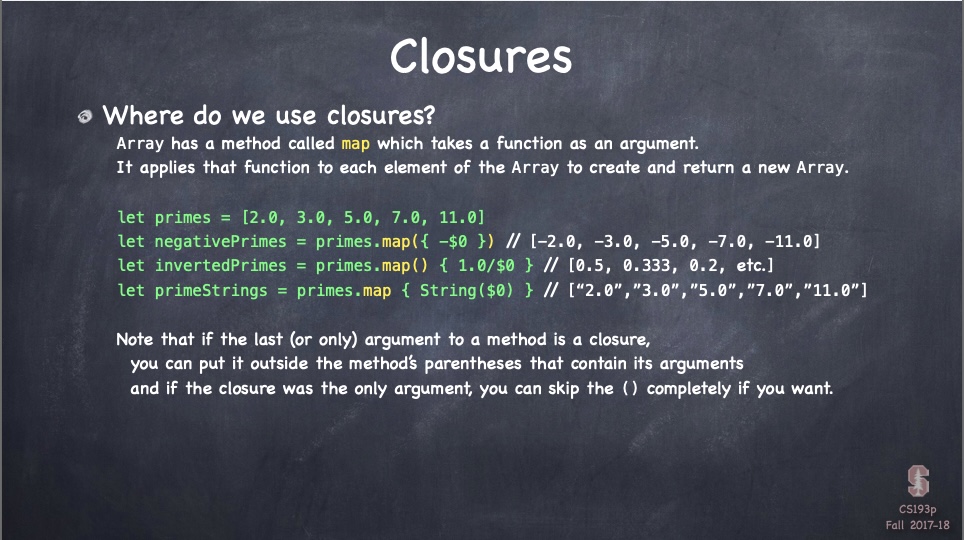 Closures
Where do we use closures?
Array has a method called map which takes a function as an argument.
It applies that function to each element of the Array to create and return a new Array.
let primes = [2.0, 3.0, 5.0, 7.0, 11.0]
let negativePrimes = primes.map({ -$0 }) // [-2.0, -3.0, -5.0, -7.0, -11.0]
let invertedPrimes = primes.map() { 1.0/$0 } // [0.5, 0.333, 0.2, etc.]
let primeStrings = primes.map { String($0) } // [“2.0”,”3.0”,”5.0”,”7.0”,”11.0”]
Note that if the last (or only) argument to a method is a closure,
you can put it outside the method’s parentheses that contain its arguments
and if the closure was the only argument, you can skip the () completely if you want.
S
CS193p
Fall 2017-18